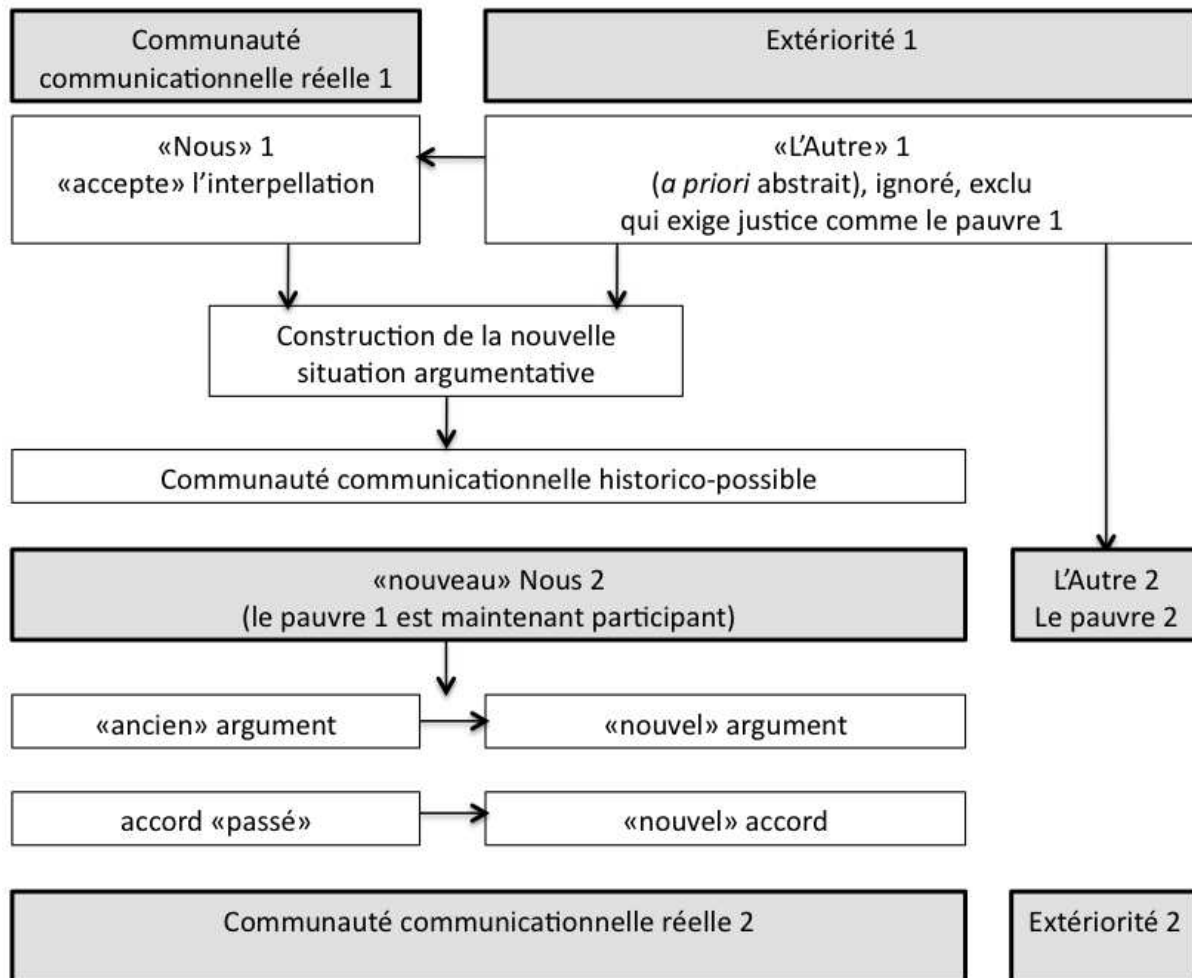 Communauté
communicationnelle réelle 1
Extériorité 1
«Nous» 1
«accepte» l’interpellation
«L’Autre» 1
(a priori abstrait), ignoré, exclu
qui exige justice comme le pauvre 1
Construction de la nouvelle
situation argumentative
Communauté communicationnelle historico-possible
«nouveau» Nous 2
(le pauvre 1 est maintenant participant)
L’Autre 2
Le pauvre 2
«ancien» argument
«nouvel» argument
accord «passé»
«nouvel» accord
Communauté communicationnelle réelle 2
Extériorité 2